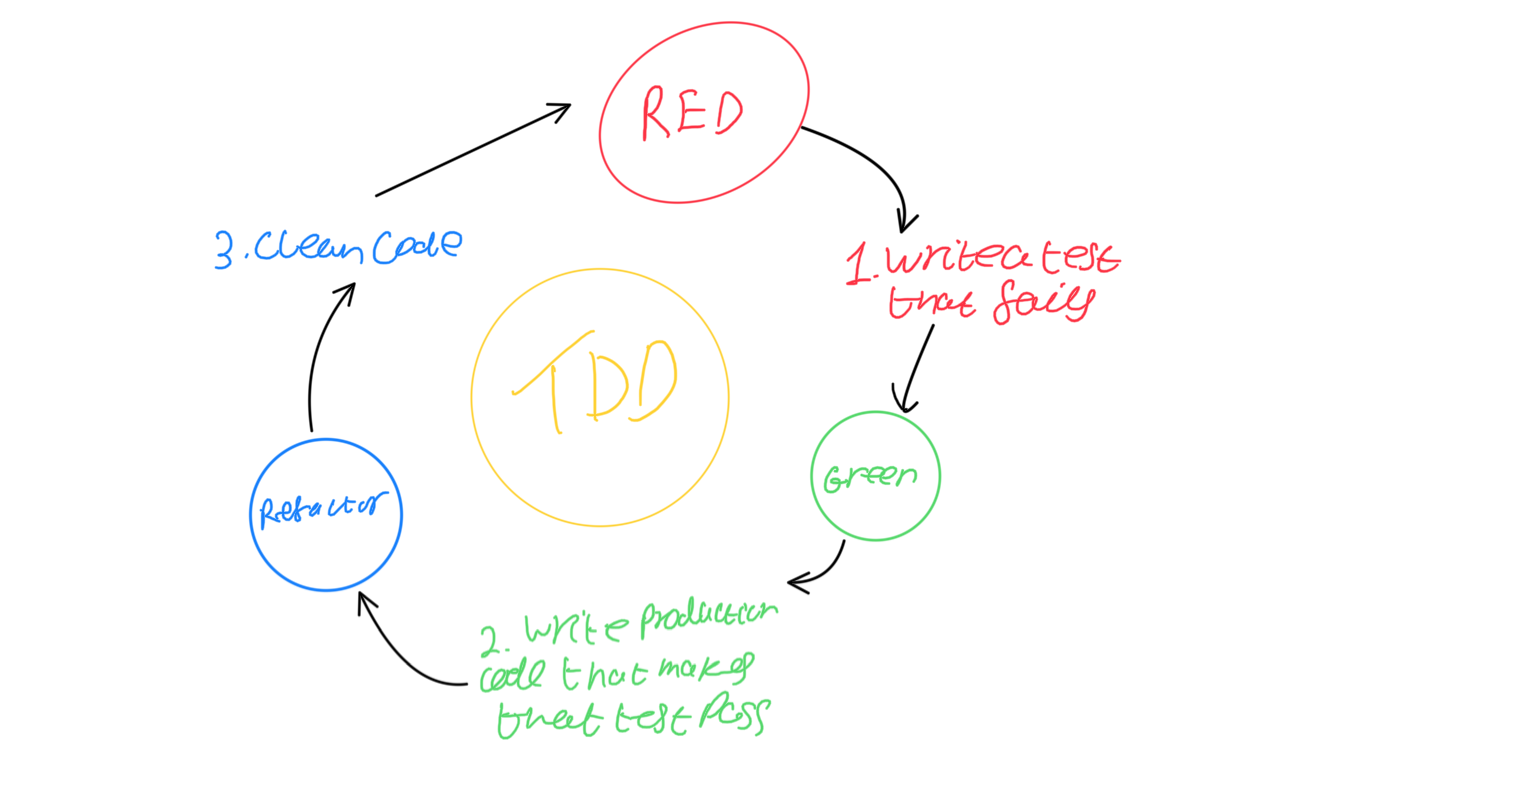 RED
1. Write a test
that fails
Green
2. Write production
code that makes
that test Pass
Refactor
3. Clean Code
TDD